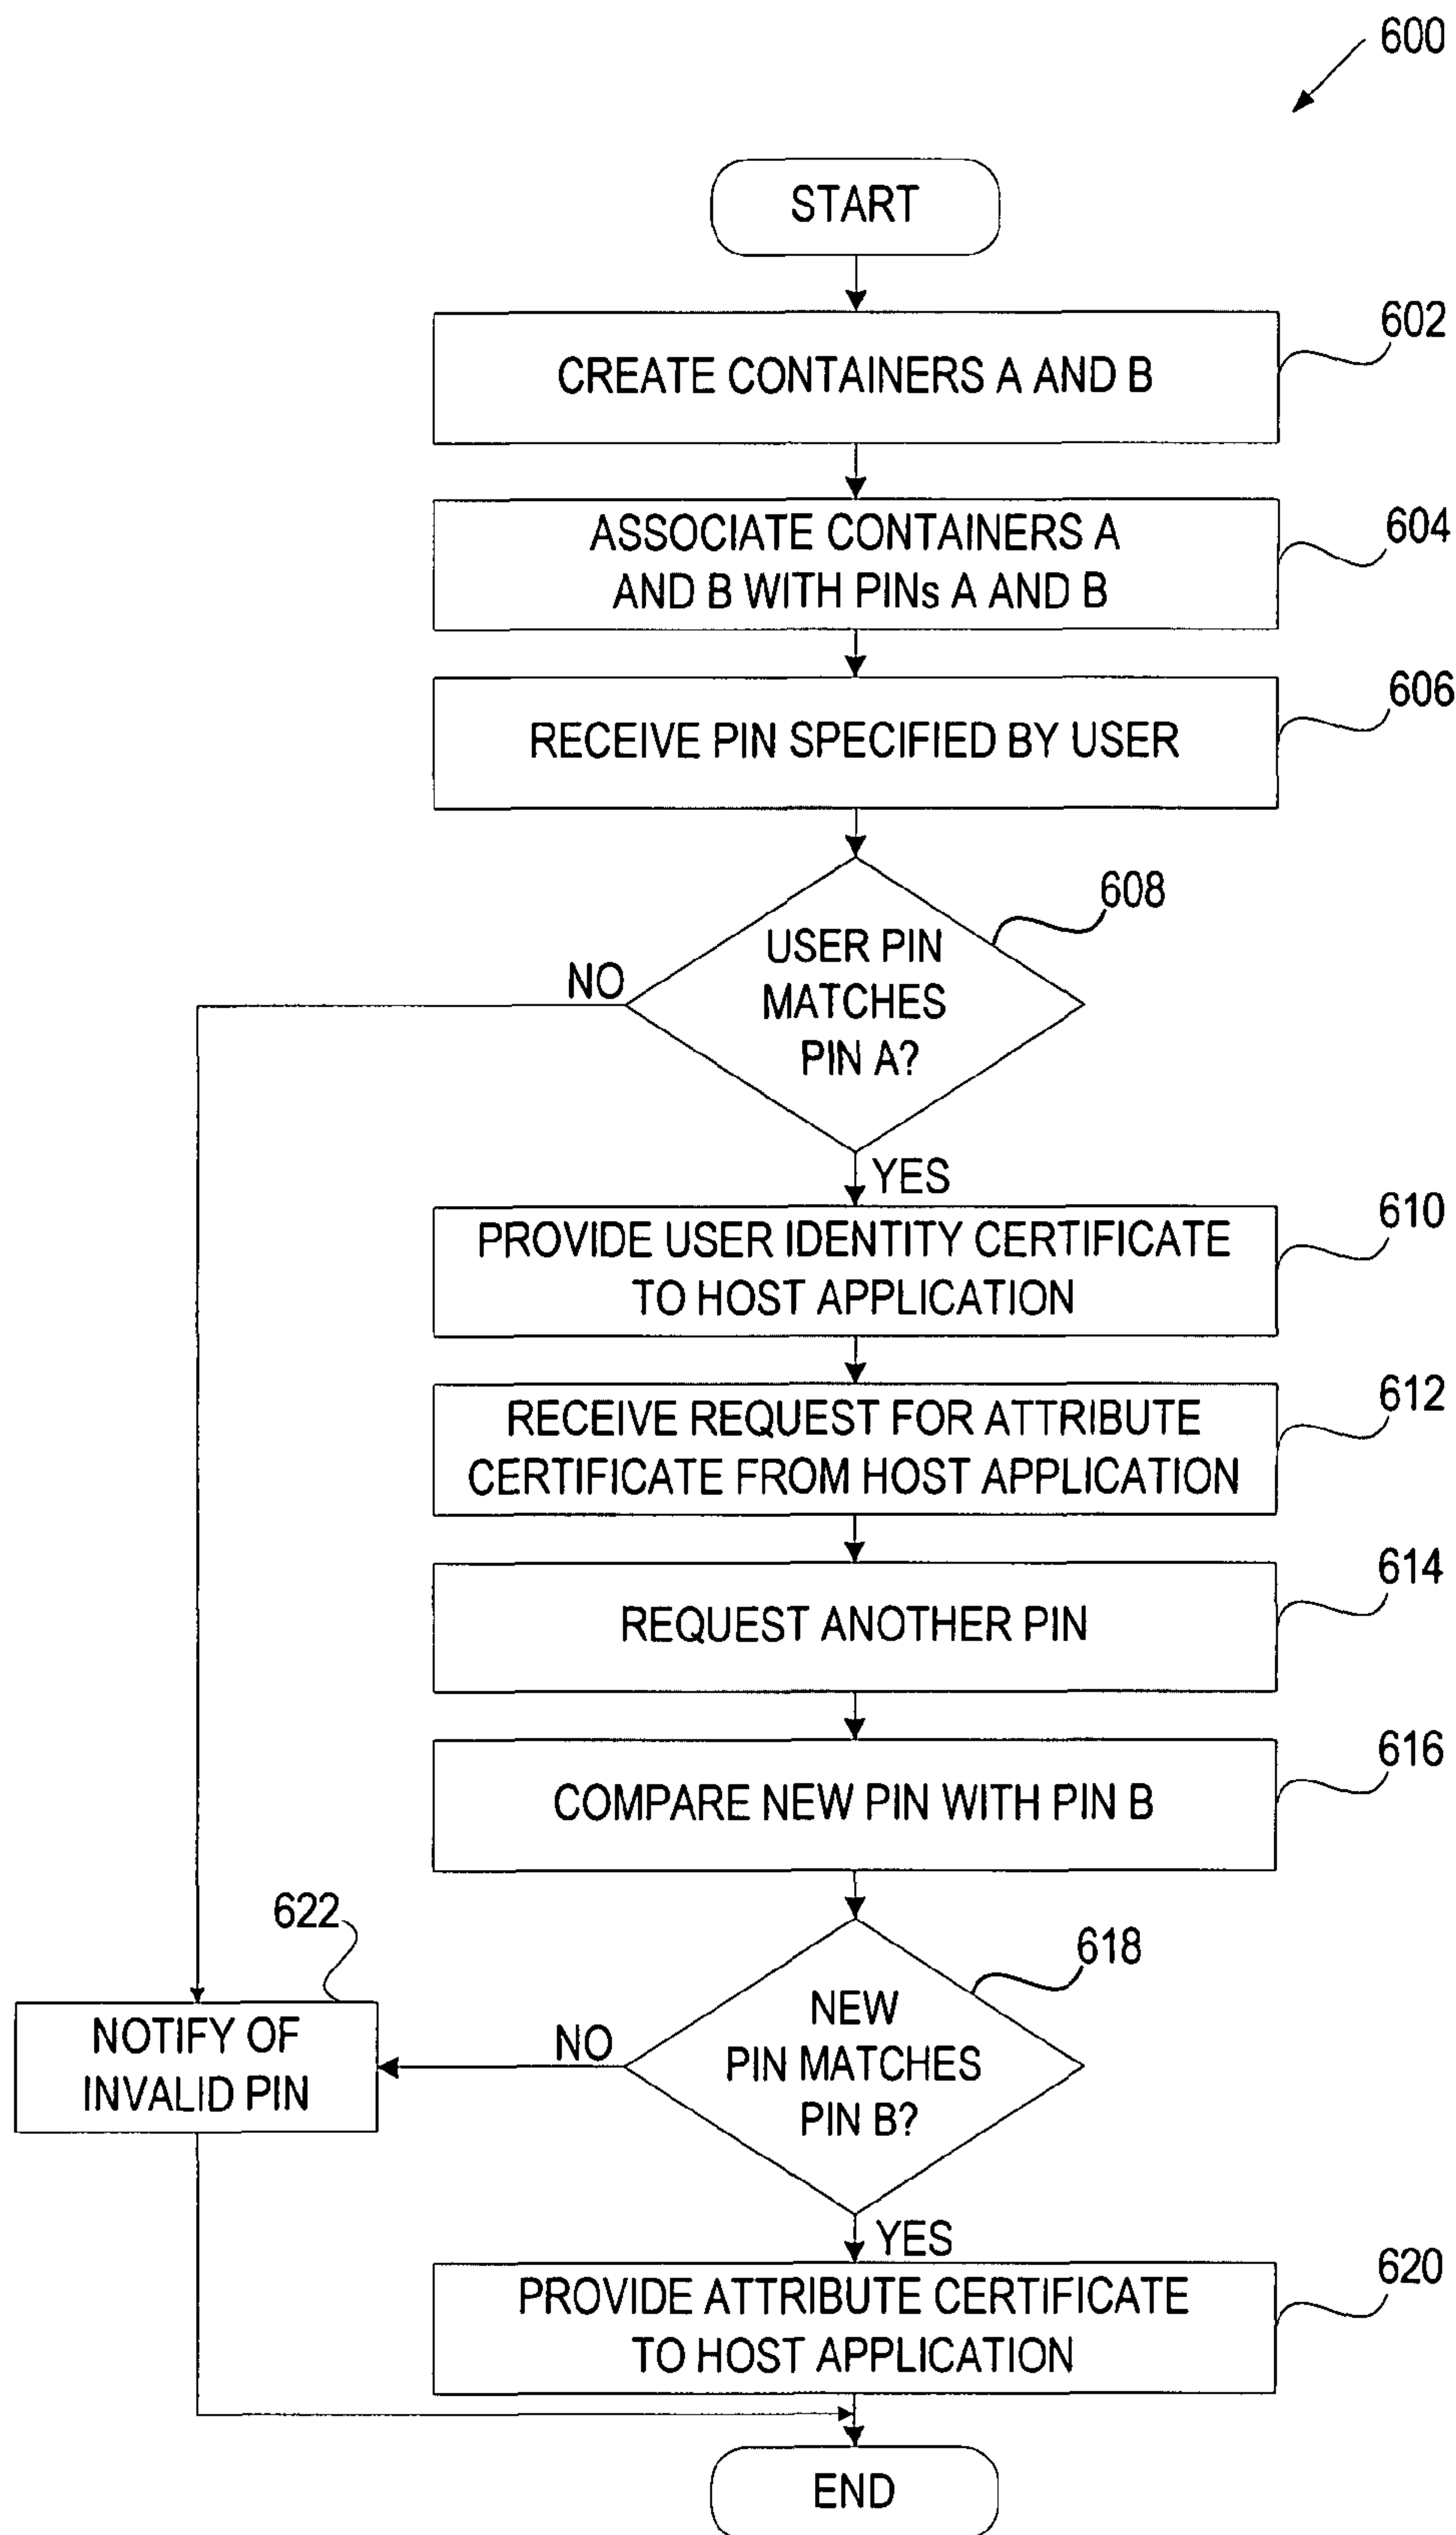 600
START
CREATE CONTAINERS A AND B
602
ASSOCIATE CONTAINERS A
AND B WITH PINs A AND B
604
RECEIVE PIN SPECIFIED BY USER
606
USER PIN
MATCHES
PIN A?
608
NO
YES
PROVIDE USER IDENTITY CERTIFICATE
TO HOST APPLICATION
610
RECEIVE REQUEST FOR ATTRIBUTE
CERTIFICATE FROM HOST APPLICATION
612
REQUEST ANOTHER PIN
614
COMPARE NEW PIN WITH PIN B
616
NEW
PIN MATCHES
PIN B?
618
NO
622
NOTIFY OF
INVALID PIN
YES
PROVIDE ATTRIBUTE CERTIFICATE
TO HOST APPLICATION
620
END